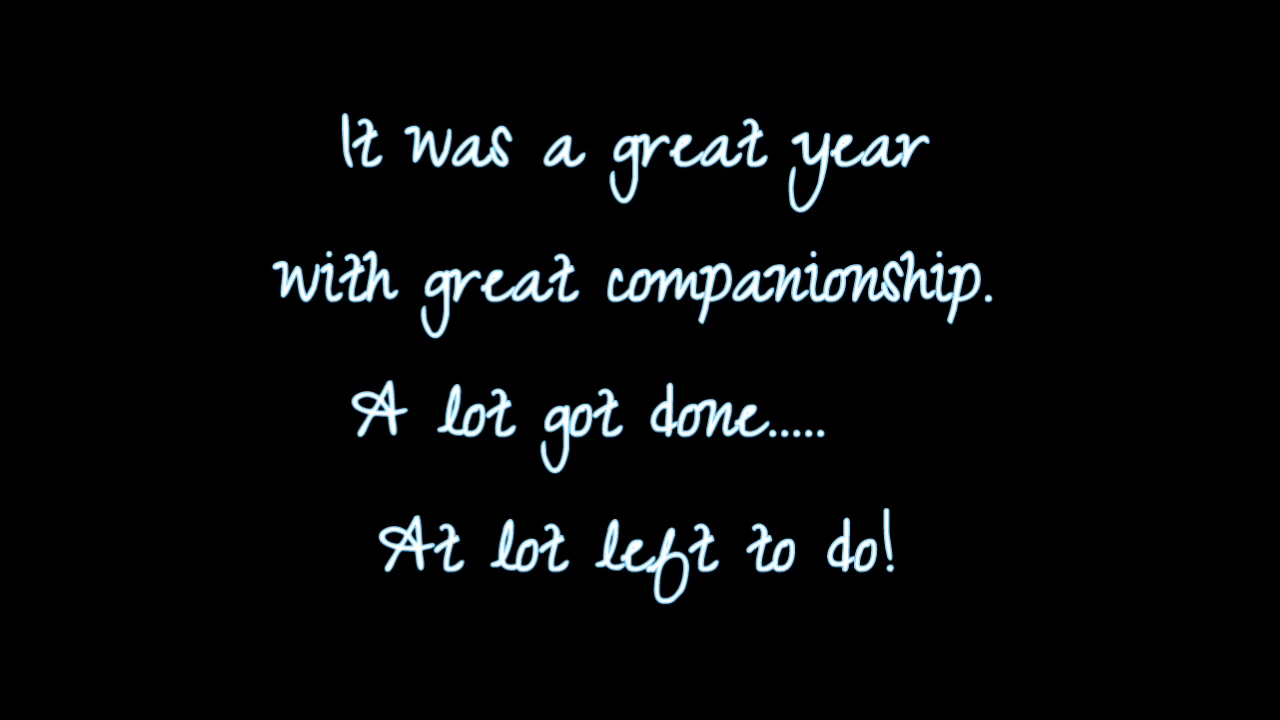 It was a great year
with great companionship.
A lot got done.....
At lot left to do!